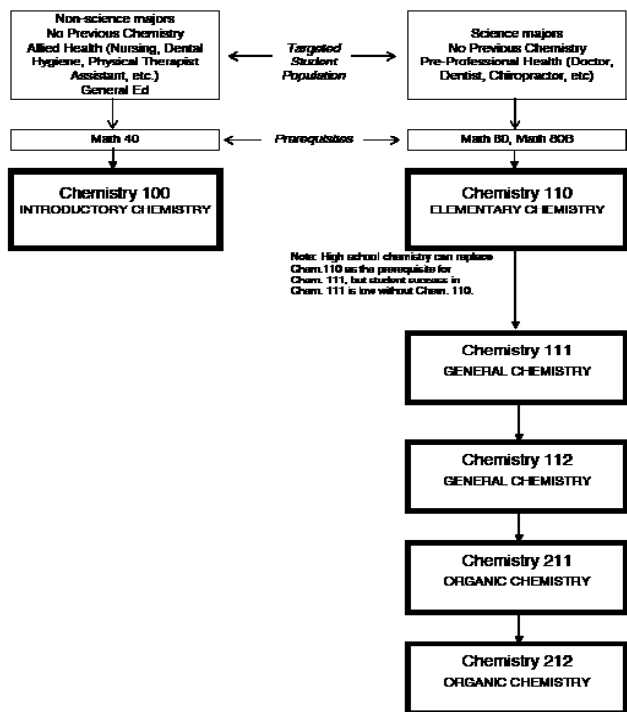 Non-science majors
No Previous Chemistry
Allied Health (Nursing, Dental
Hygiene, Physical Therapist
Assistant, etc.)
General Ed
Targeted
Student
Population
Science majors
No Previous Chemistry
Pre-Professional Health (Doctor,
Dentist, Chiropractor, etc)
Math 40
Prerequisites
Math 80, Math 80B
Chemistry 100
INTRODUCTORY CHEMISTRY
Chemistry 110
ELEMENTARY CHEMISTRY
Note: High school chemistry can replace
Chem.110 as the prerequisite for
Chem. 111, but student success in
Chem. 111 is low without Chem. 110.
Chemistry 111
GENERAL CHEMISTRY
Chemistry 112
GENERAL CHEMISTRY
Chemistry 211
ORGANIC CHEMISTRY
Chemistry 212
ORGANIC CHEMISTRY